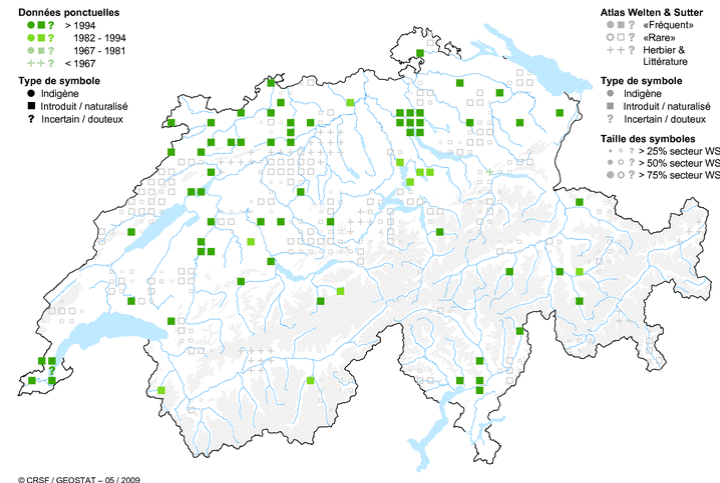 Données ponctuelles
> 1994
1982 - 1994
1967 - 1981
< 1967
Type de symbole
Indigène
Introduit / naturalisé
? Incertain / douteux
Atlas Welten & Sutter
«Fréquent»
«Rare»
Herbier &
Littérature
Type de symbole
Indigène
Introduit / naturalisé
? Incertain / douteux
Taille des symboles
? > 25% secteur WS
? > 50% secteur WS
? > 75% secteur WS
?
© CRSF / GEOSTAT – 05 / 2009